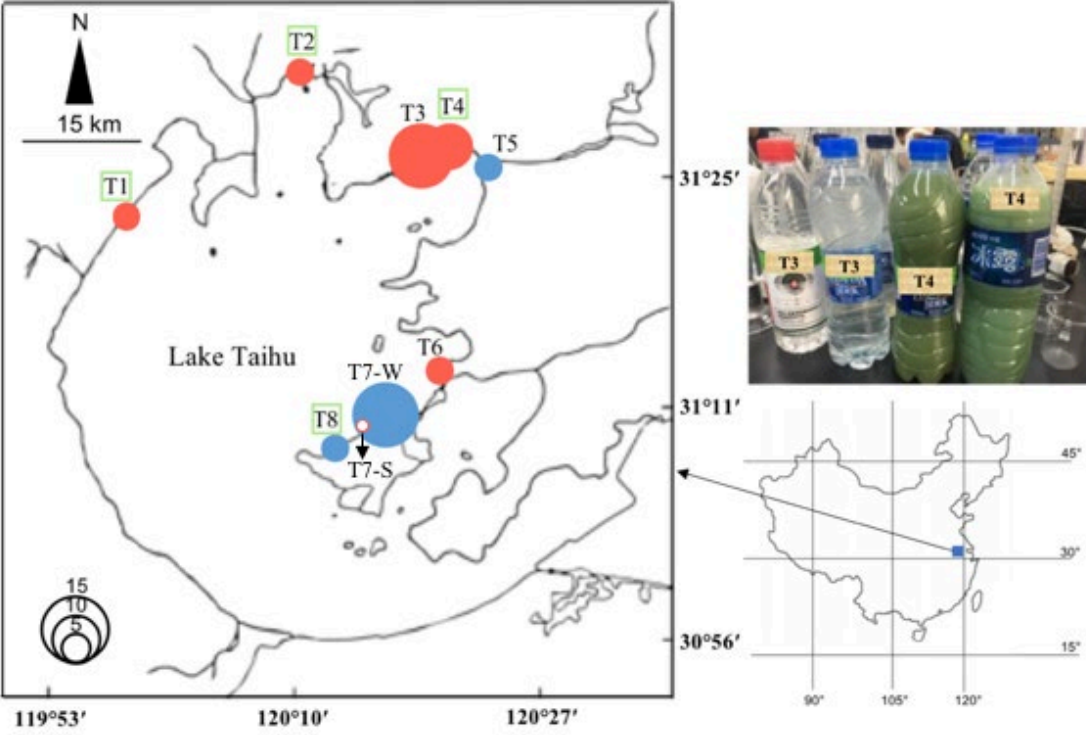 N
15 km
T2
T3
T4
T5
T1
Lake Taihu
T6
T7-W
T8
T7-S
15
10
5
31°25′
31°11′
30°56′
119°53′
120°10′
120°27′
T3
T3
T4
T4
冰露
45°
30°
15°
90°
105°
120°